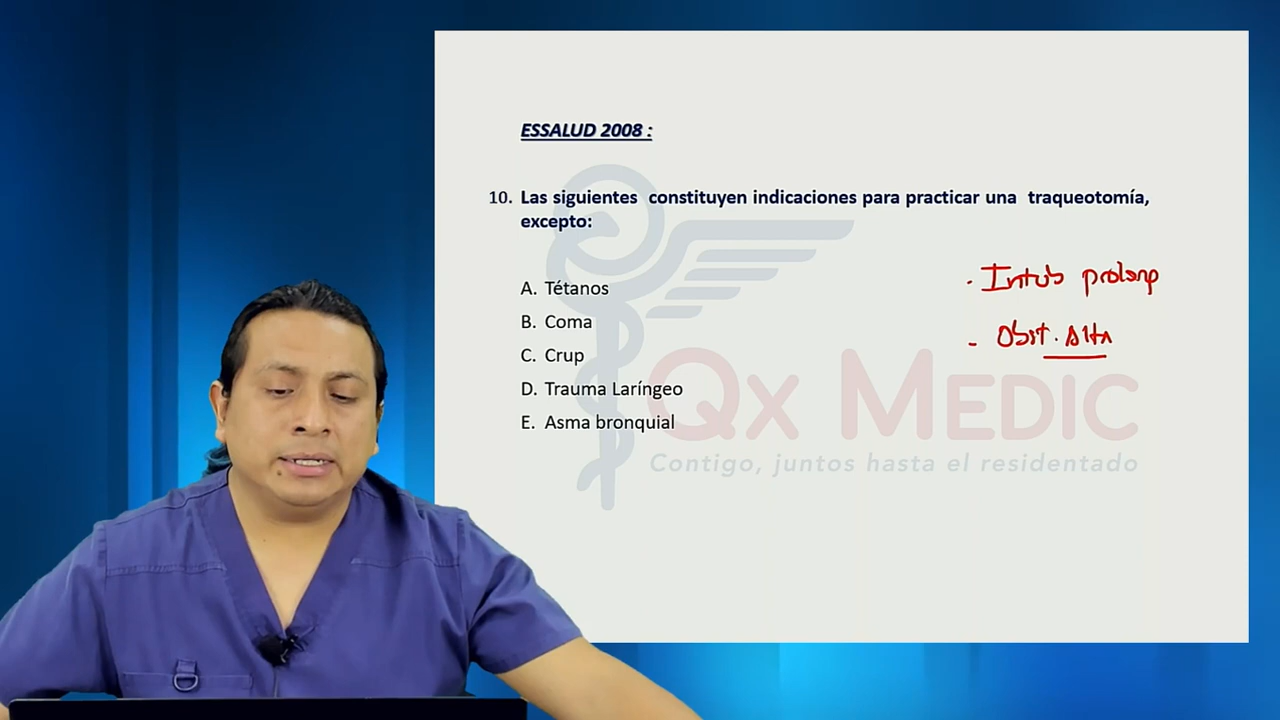 ESSALUD 2008 :
10. Las siguientes constituyen indicaciones para practicar una traqueotomía,
excepto:
A. Tétanos
B. Coma
C. Crup
D. Trauma Laríngeo
E. Asma bronquial
- Intub prolong
- Obst. Alta
QX MEDIC
Contigo, juntos hasta el residentado